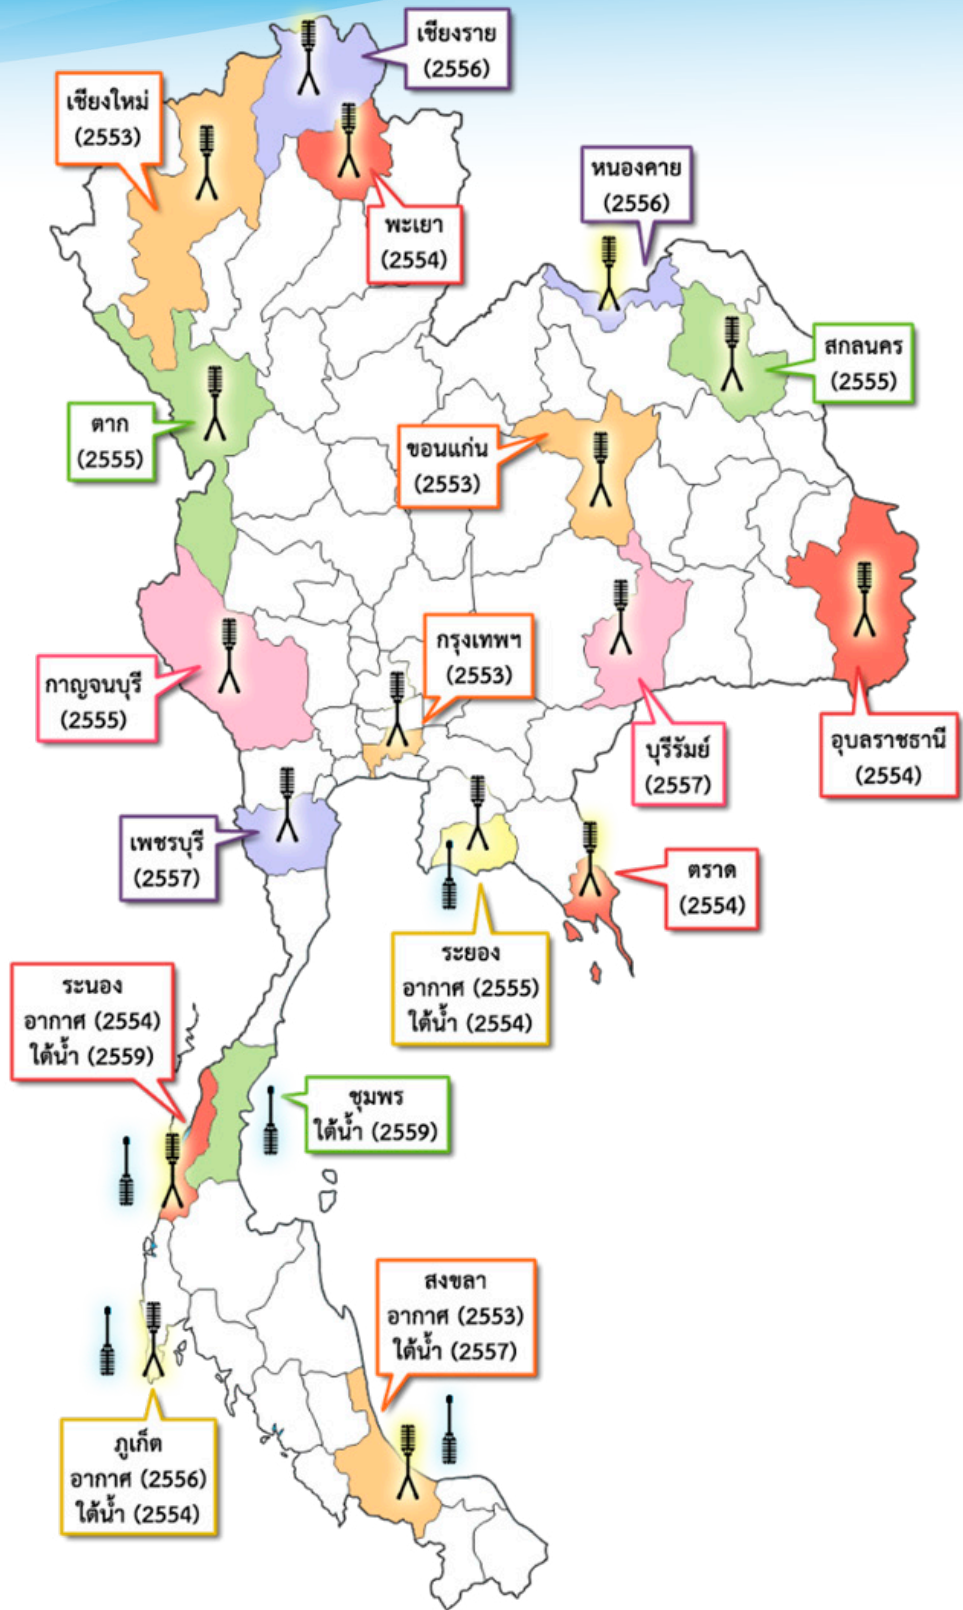 เชียงราย
(2556)
เชียงใหม่
(2553)
พะเยา
(2554)
หนองคาย
(2556)
สกลนคร
(2555)
ตาก
(2555)
ขอนแก่น
(2553)
กรุงเทพฯ
(2553)
กาญจนบุรี
(2555)
บุรีรัมย์
(2557)
อุบลราชธานี
(2554)
เพชรบุรี
(2557)
ตราด
(2554)
ระยอง
อากาศ (2555)
ใต้น้ำ (2554)
ระนอง
อากาศ (2554)
ใต้น้ำ (2559)
ชุมพร
ใต้น้ำ (2559)
สงขลา
อากาศ (2553)
ใต้น้ำ (2557)
ภูเก็ต
อากาศ (2556)
ใต้น้ำ (2554)